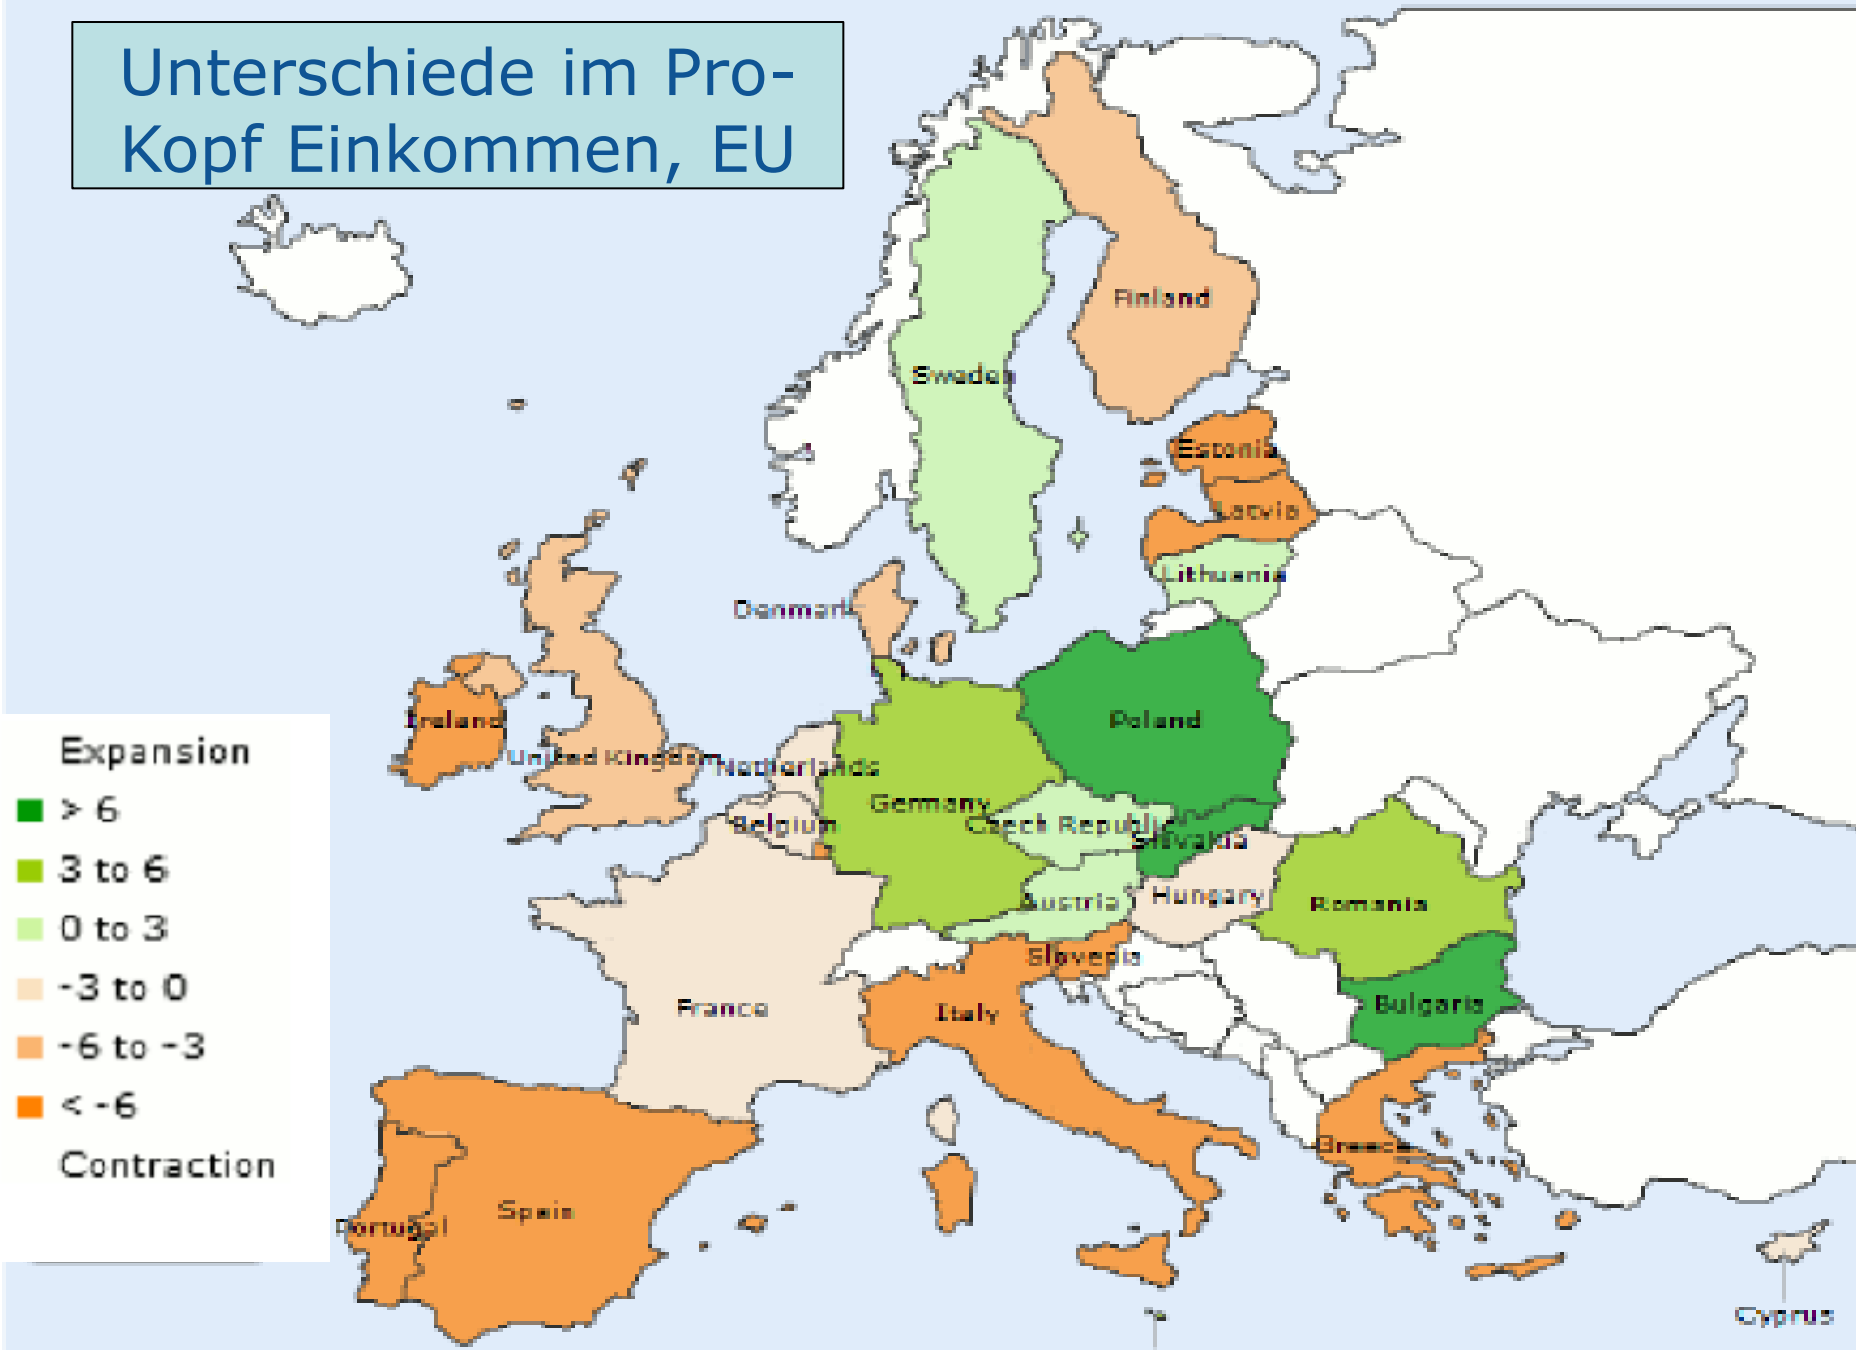 Unterschiede im Pro-
Kopf Einkommen, EU
Finland
Sweden
Estonia
Latvia
Lithuania
Denmark
Ireland
United Kingdom
Netherlands
Poland
Germany
Belgium
Czech Republic
Slovakia
Austria
Hungary
Romania
Slovenia
France
Italy
Bulgaria
Greece
Spain
Portugal
Cyprus
Expansion
> 6
3 to 6
0 to 3
-3 to 0
-6 to -3
< -6
Contraction